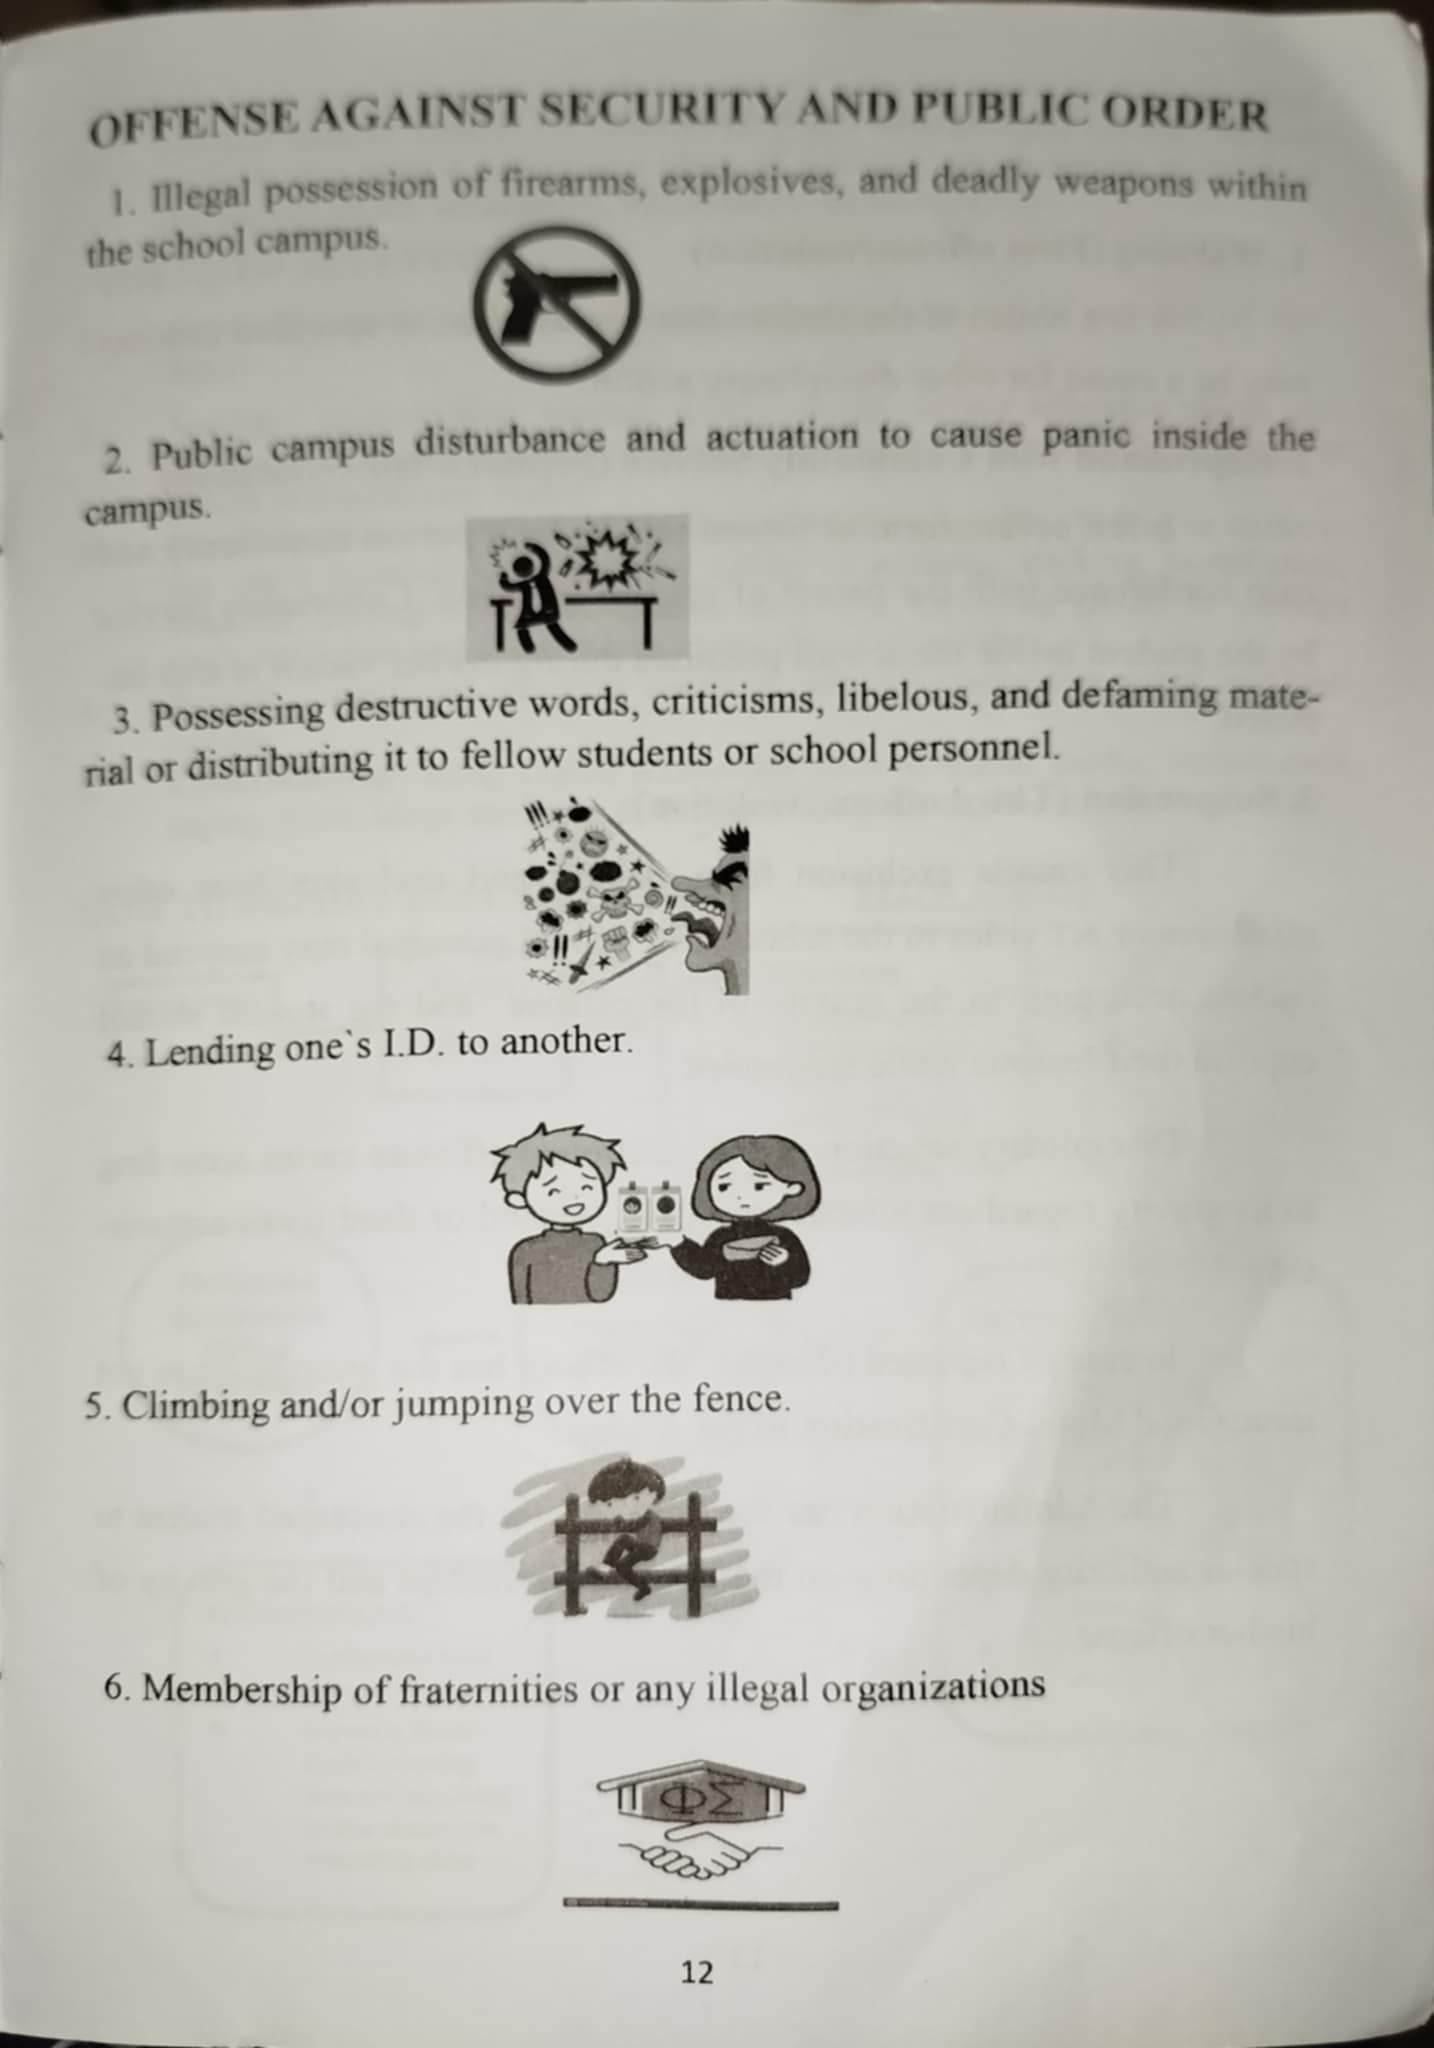 OFFENSE AGAINST SECURITY AND PUBLIC ORDER
1. Illegal possession of firearms, explosives, and deadly weapons within
the school campus.
2. Public campus disturbance and actuation to cause panic inside the
campus.
3. Possessing destructive words, criticisms, libelous, and defaming mate-
rial or distributing it to fellow students or school personnel.
4. Lending one`s I.D. to another.
5. Climbing and/or jumping over the fence.
6. Membership of fraternities or any illegal organizations
ΦΣ
12